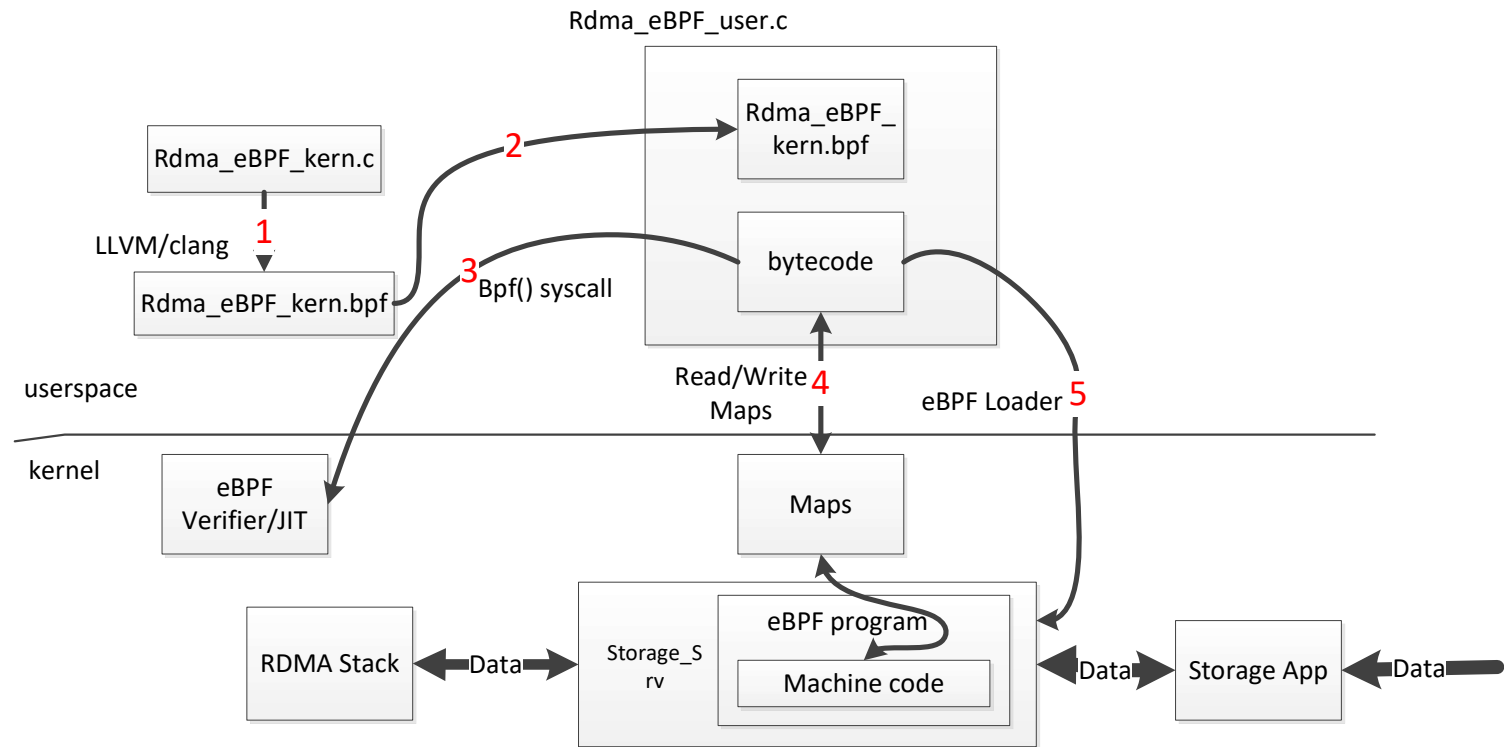 Rdma_eBPF_user.c
Rdma_eBPF_
kern.bpf
Rdma_eBPF_kern.c
2
1
LLVM/clang
Rdma_eBPF_kern.bpf
bytecode
3
Bpf() syscall
Read/Write
Maps
4
eBPF Loader
5
userspace
kernel
eBPF
Verifier/JIT
Maps
eBPF program
Machine code
Storage_S
rv
RDMA Stack
Data
Data
Storage App
Data